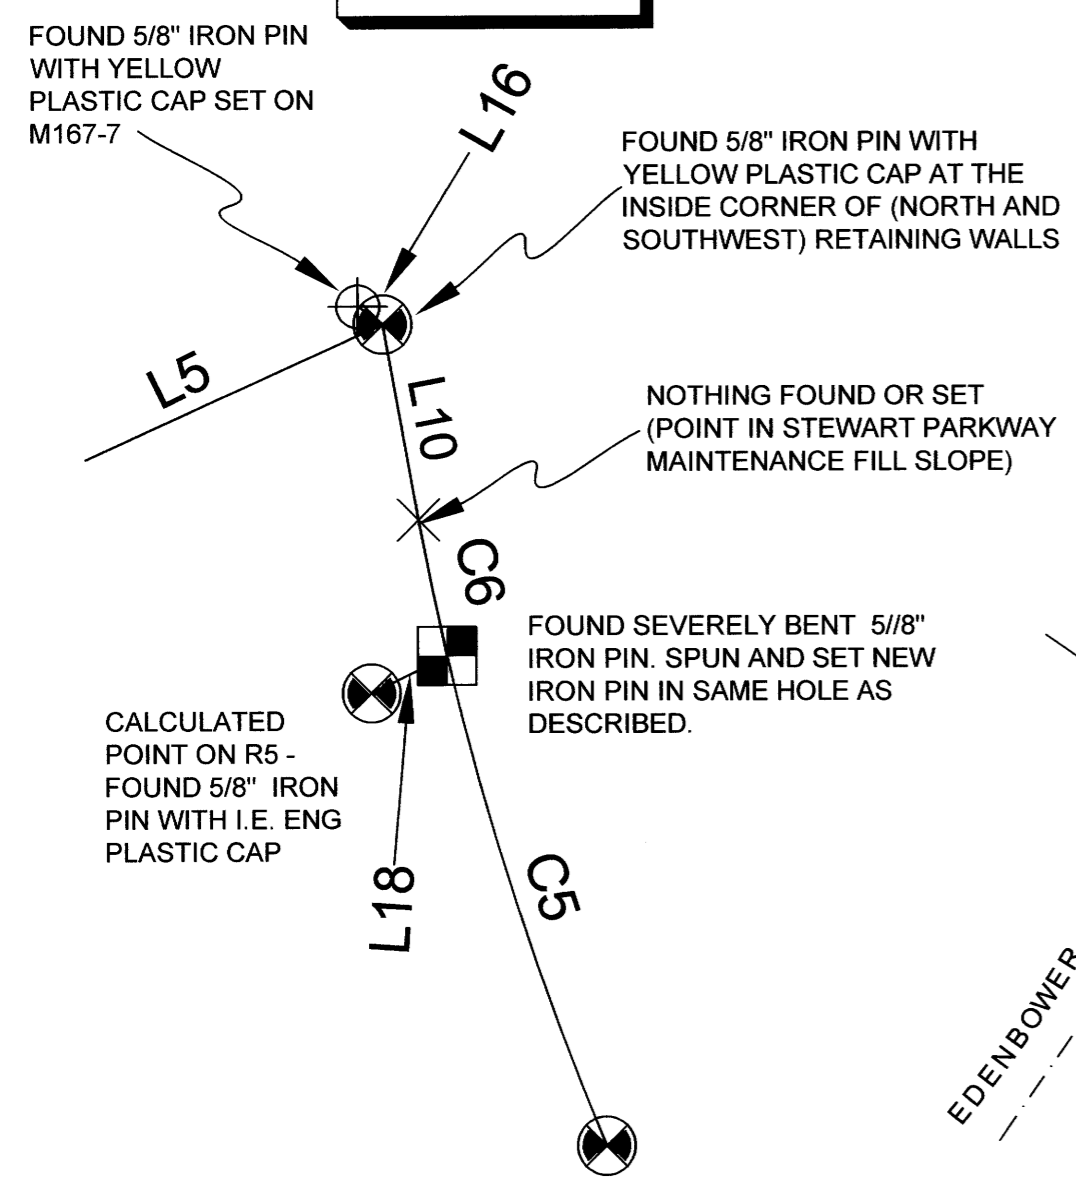 FOUND 5/8" IRON PIN
WITH YELLOW
PLASTIC CAP SET ON
M167-7
L16
FOUND 5/8" IRON PIN WITH
YELLOW PLASTIC CAP AT THE
INSIDE CORNER OF (NORTH AND
SOUTHWEST) RETAINING WALLS
L5
L10
NOTHING FOUND OR SET
(POINT IN STEWART PARKWAY
MAINTENANCE FILL SLOPE)
C6
FOUND SEVERELY BENT 5//8"
IRON PIN. SPUN AND SET NEW
IRON PIN IN SAME HOLE AS
DESCRIBED.
CALCULATED
POINT ON R5 -
FOUND 5/8" IRON
PIN WITH I.E. ENG
PLASTIC CAP
L18
C5
EDENBOWER